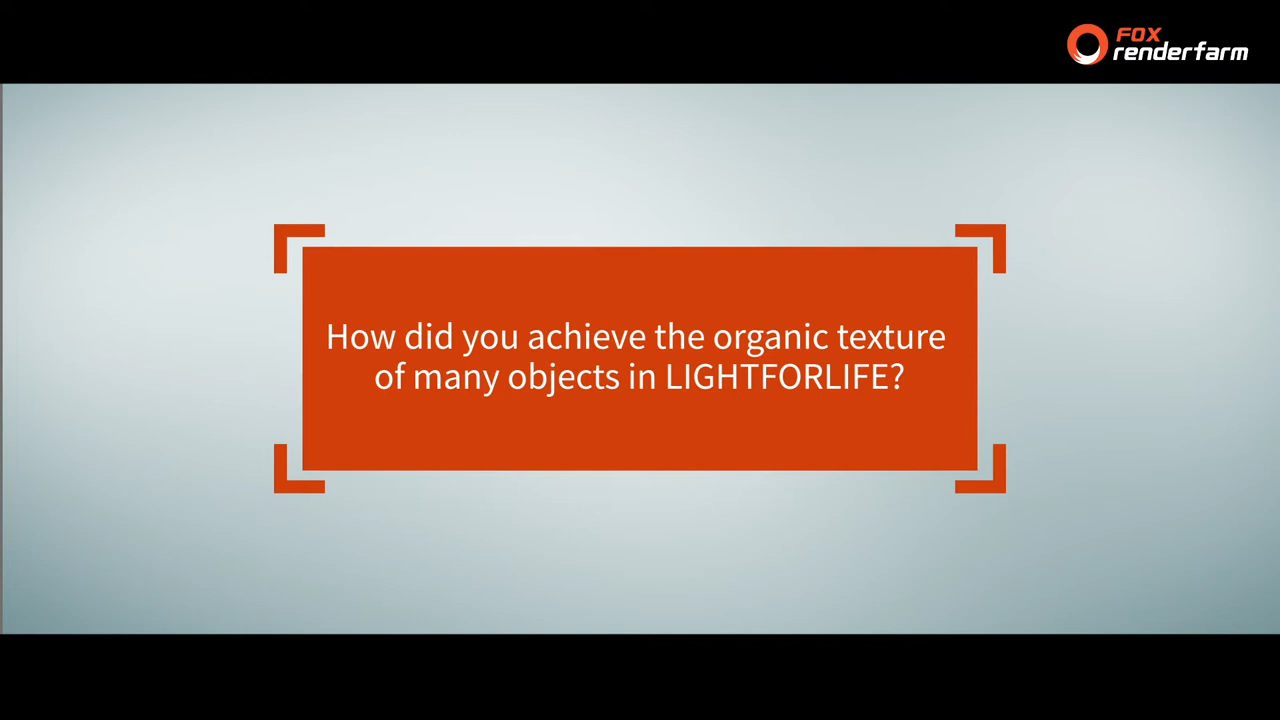 FOX
renderfarm
How did you achieve the organic texture
of many objects in LIGHTFORLIFE?